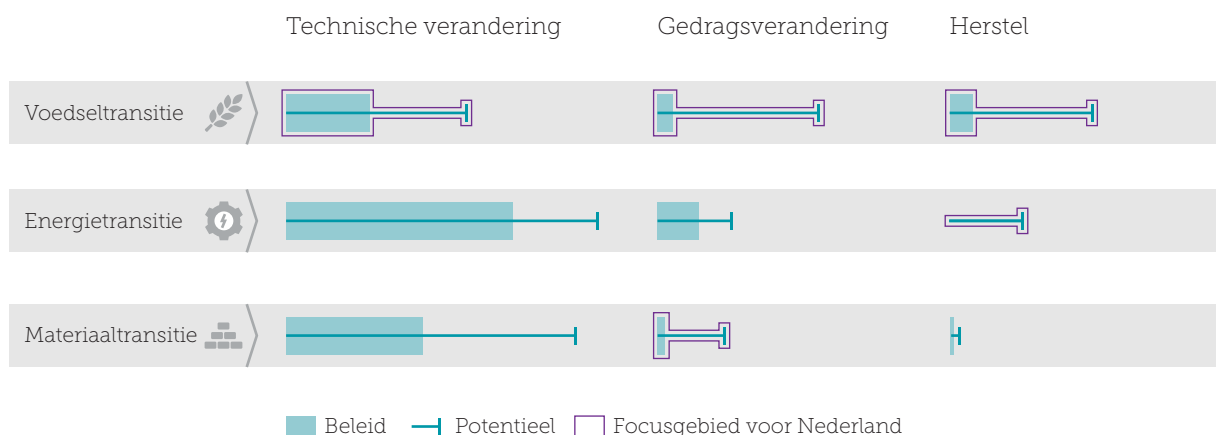 Technische verandering Gedragsverandering Herstel
Voedseltransitie
Energietransitie
Materiaaltransitie
Beleid Potentieel Focusgebied voor Nederland